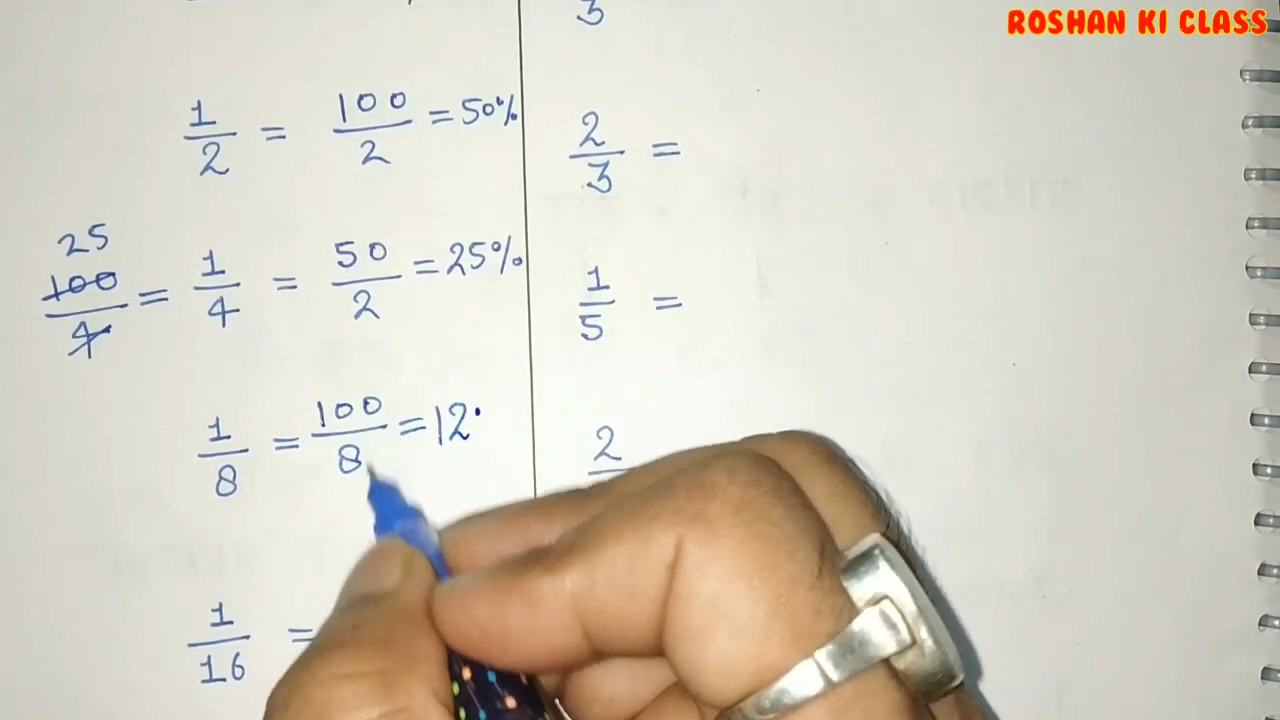 ROSHAN KI CLASS
3
1/2 = 100/2 = 50%
2/3 =
25
100/4 = 1/4 = 50/2 = 25%
1/5 =
1/8 = 100/8 = 12.
2
1/16 =